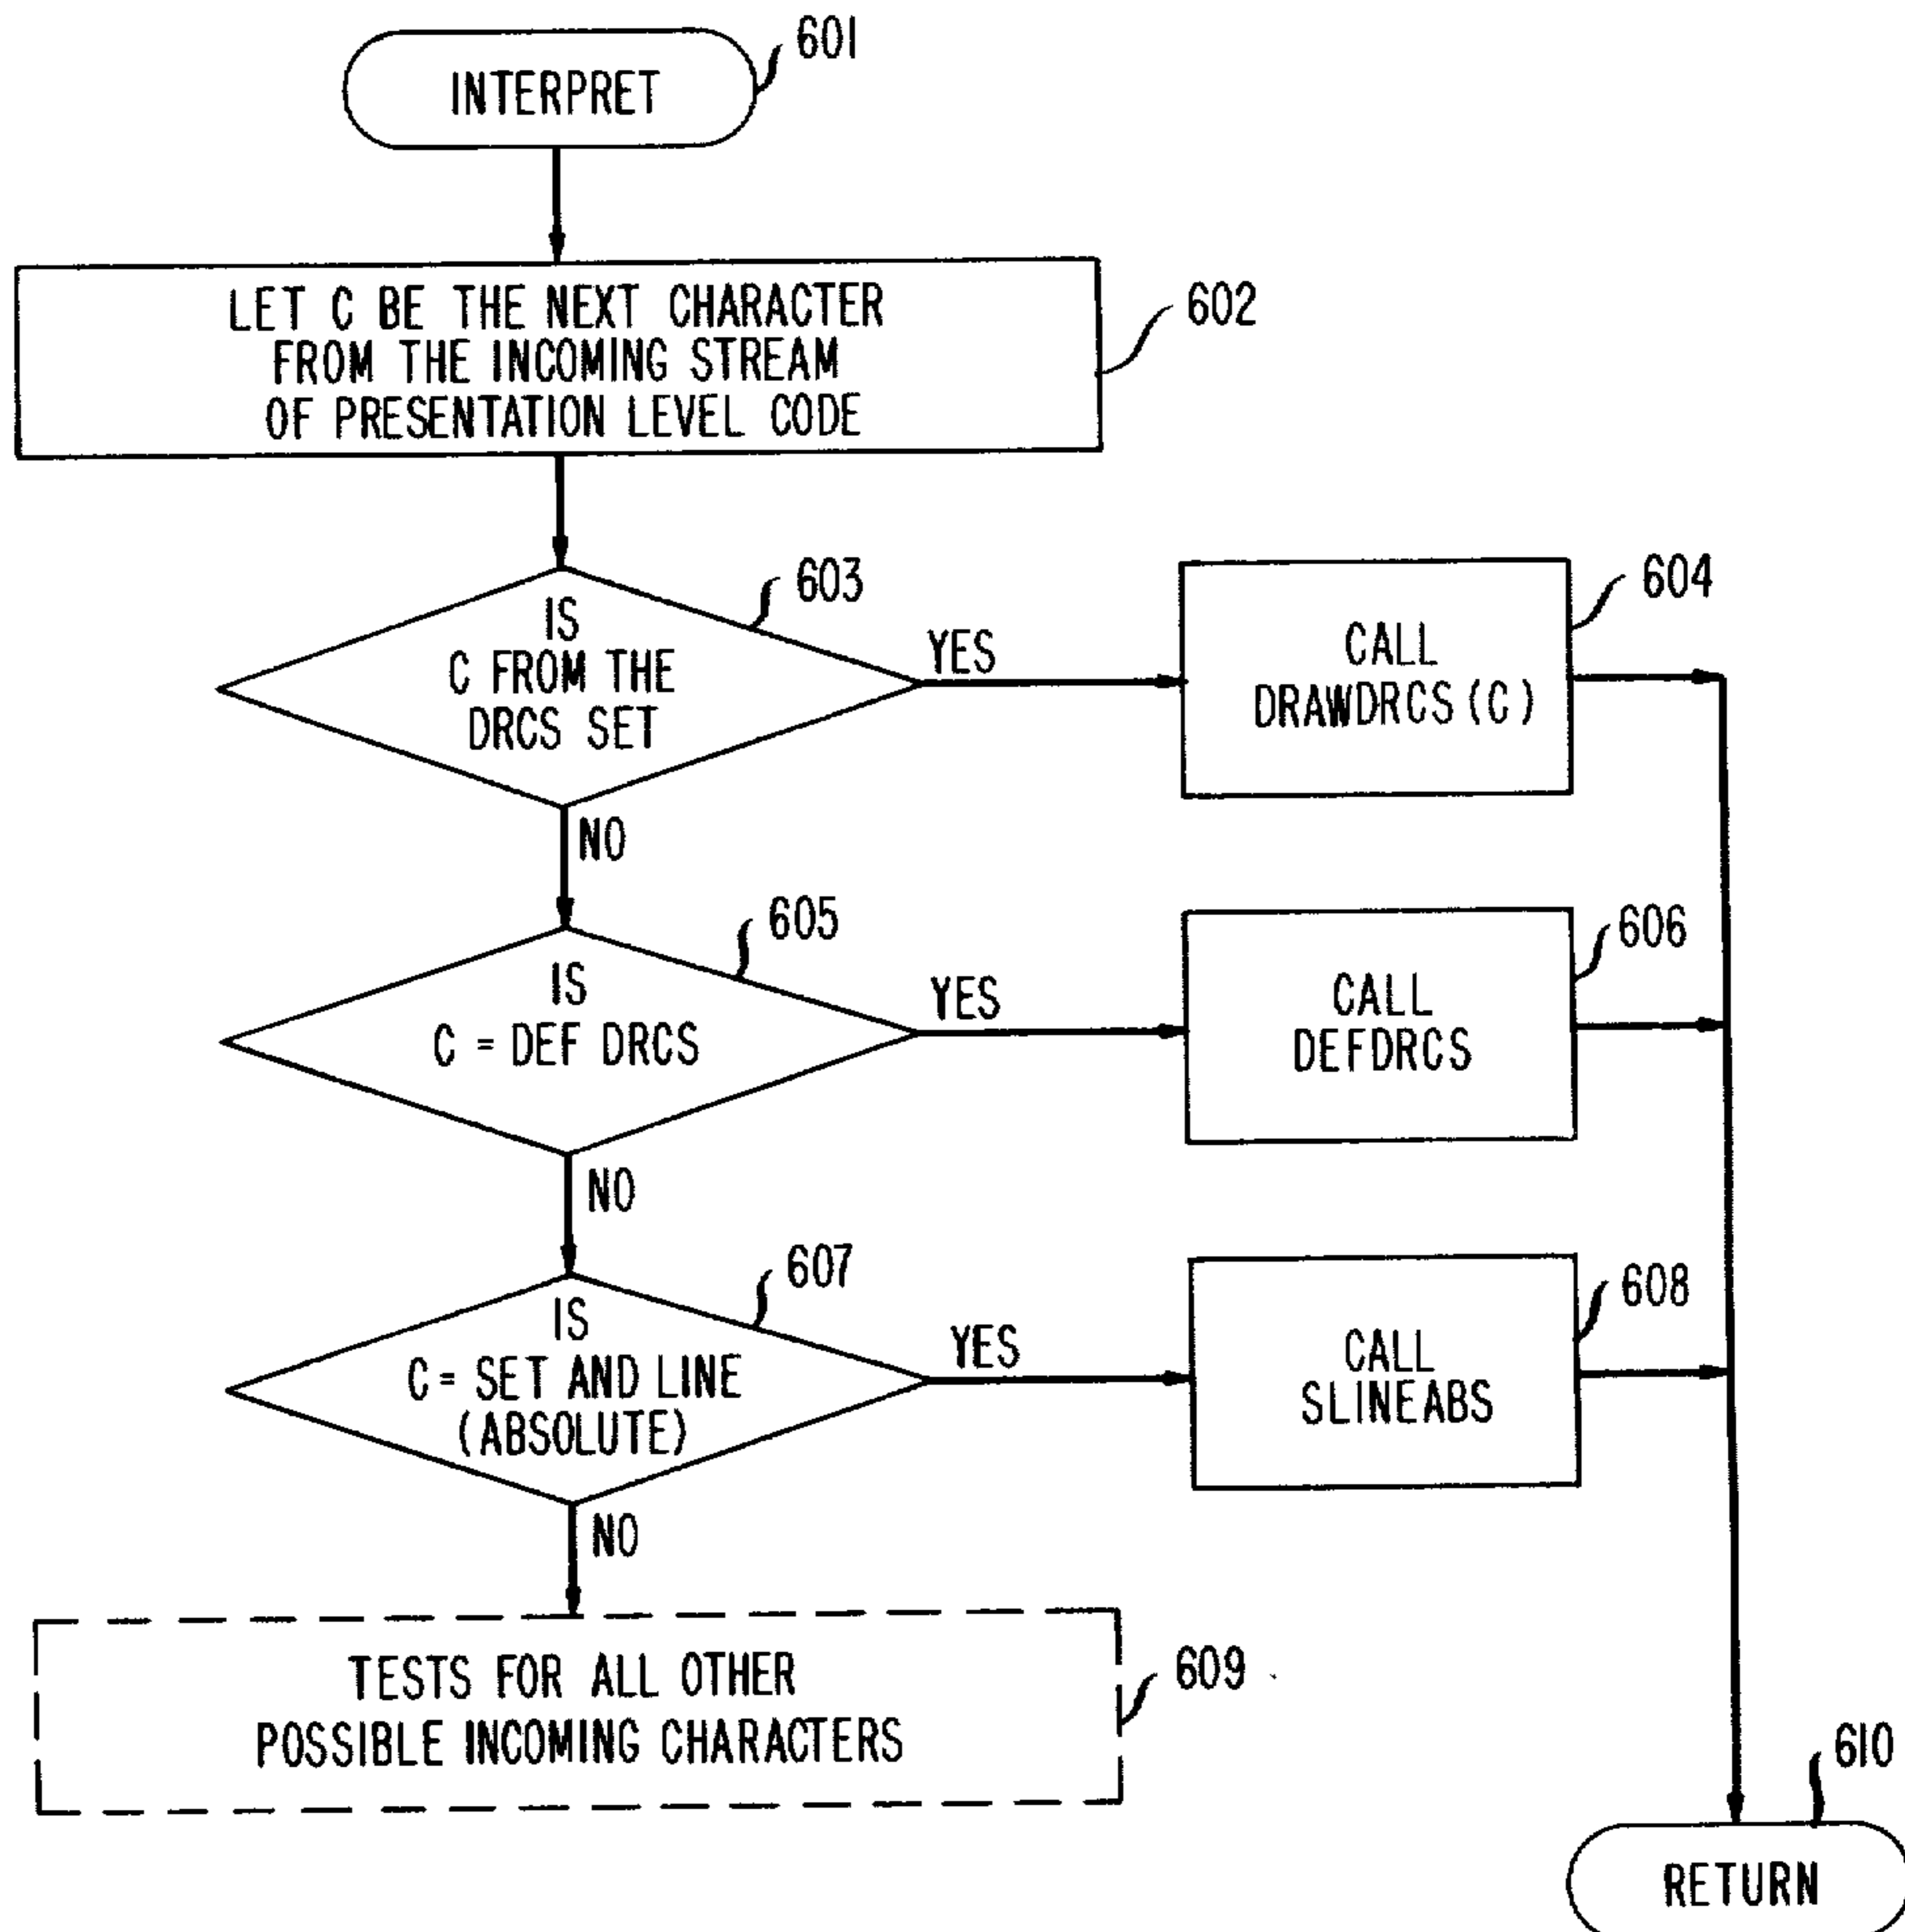 INTERPRET
601
LET C BE THE NEXT CHARACTER
FROM THE INCOMING STREAM
OF PRESENTATION LEVEL CODE
602
IS
C FROM THE
DRCS SET
603
YES
CALL
DRAWDRCS (C)
604
NO
IS
C = DEF DRCS
605
YES
CALL
DEFDRCS
606
NO
IS
C = SET AND LINE
(ABSOLUTE)
607
YES
CALL
SLINEABS
608
NO
TESTS FOR ALL OTHER
POSSIBLE INCOMING CHARACTERS
609
610
RETURN